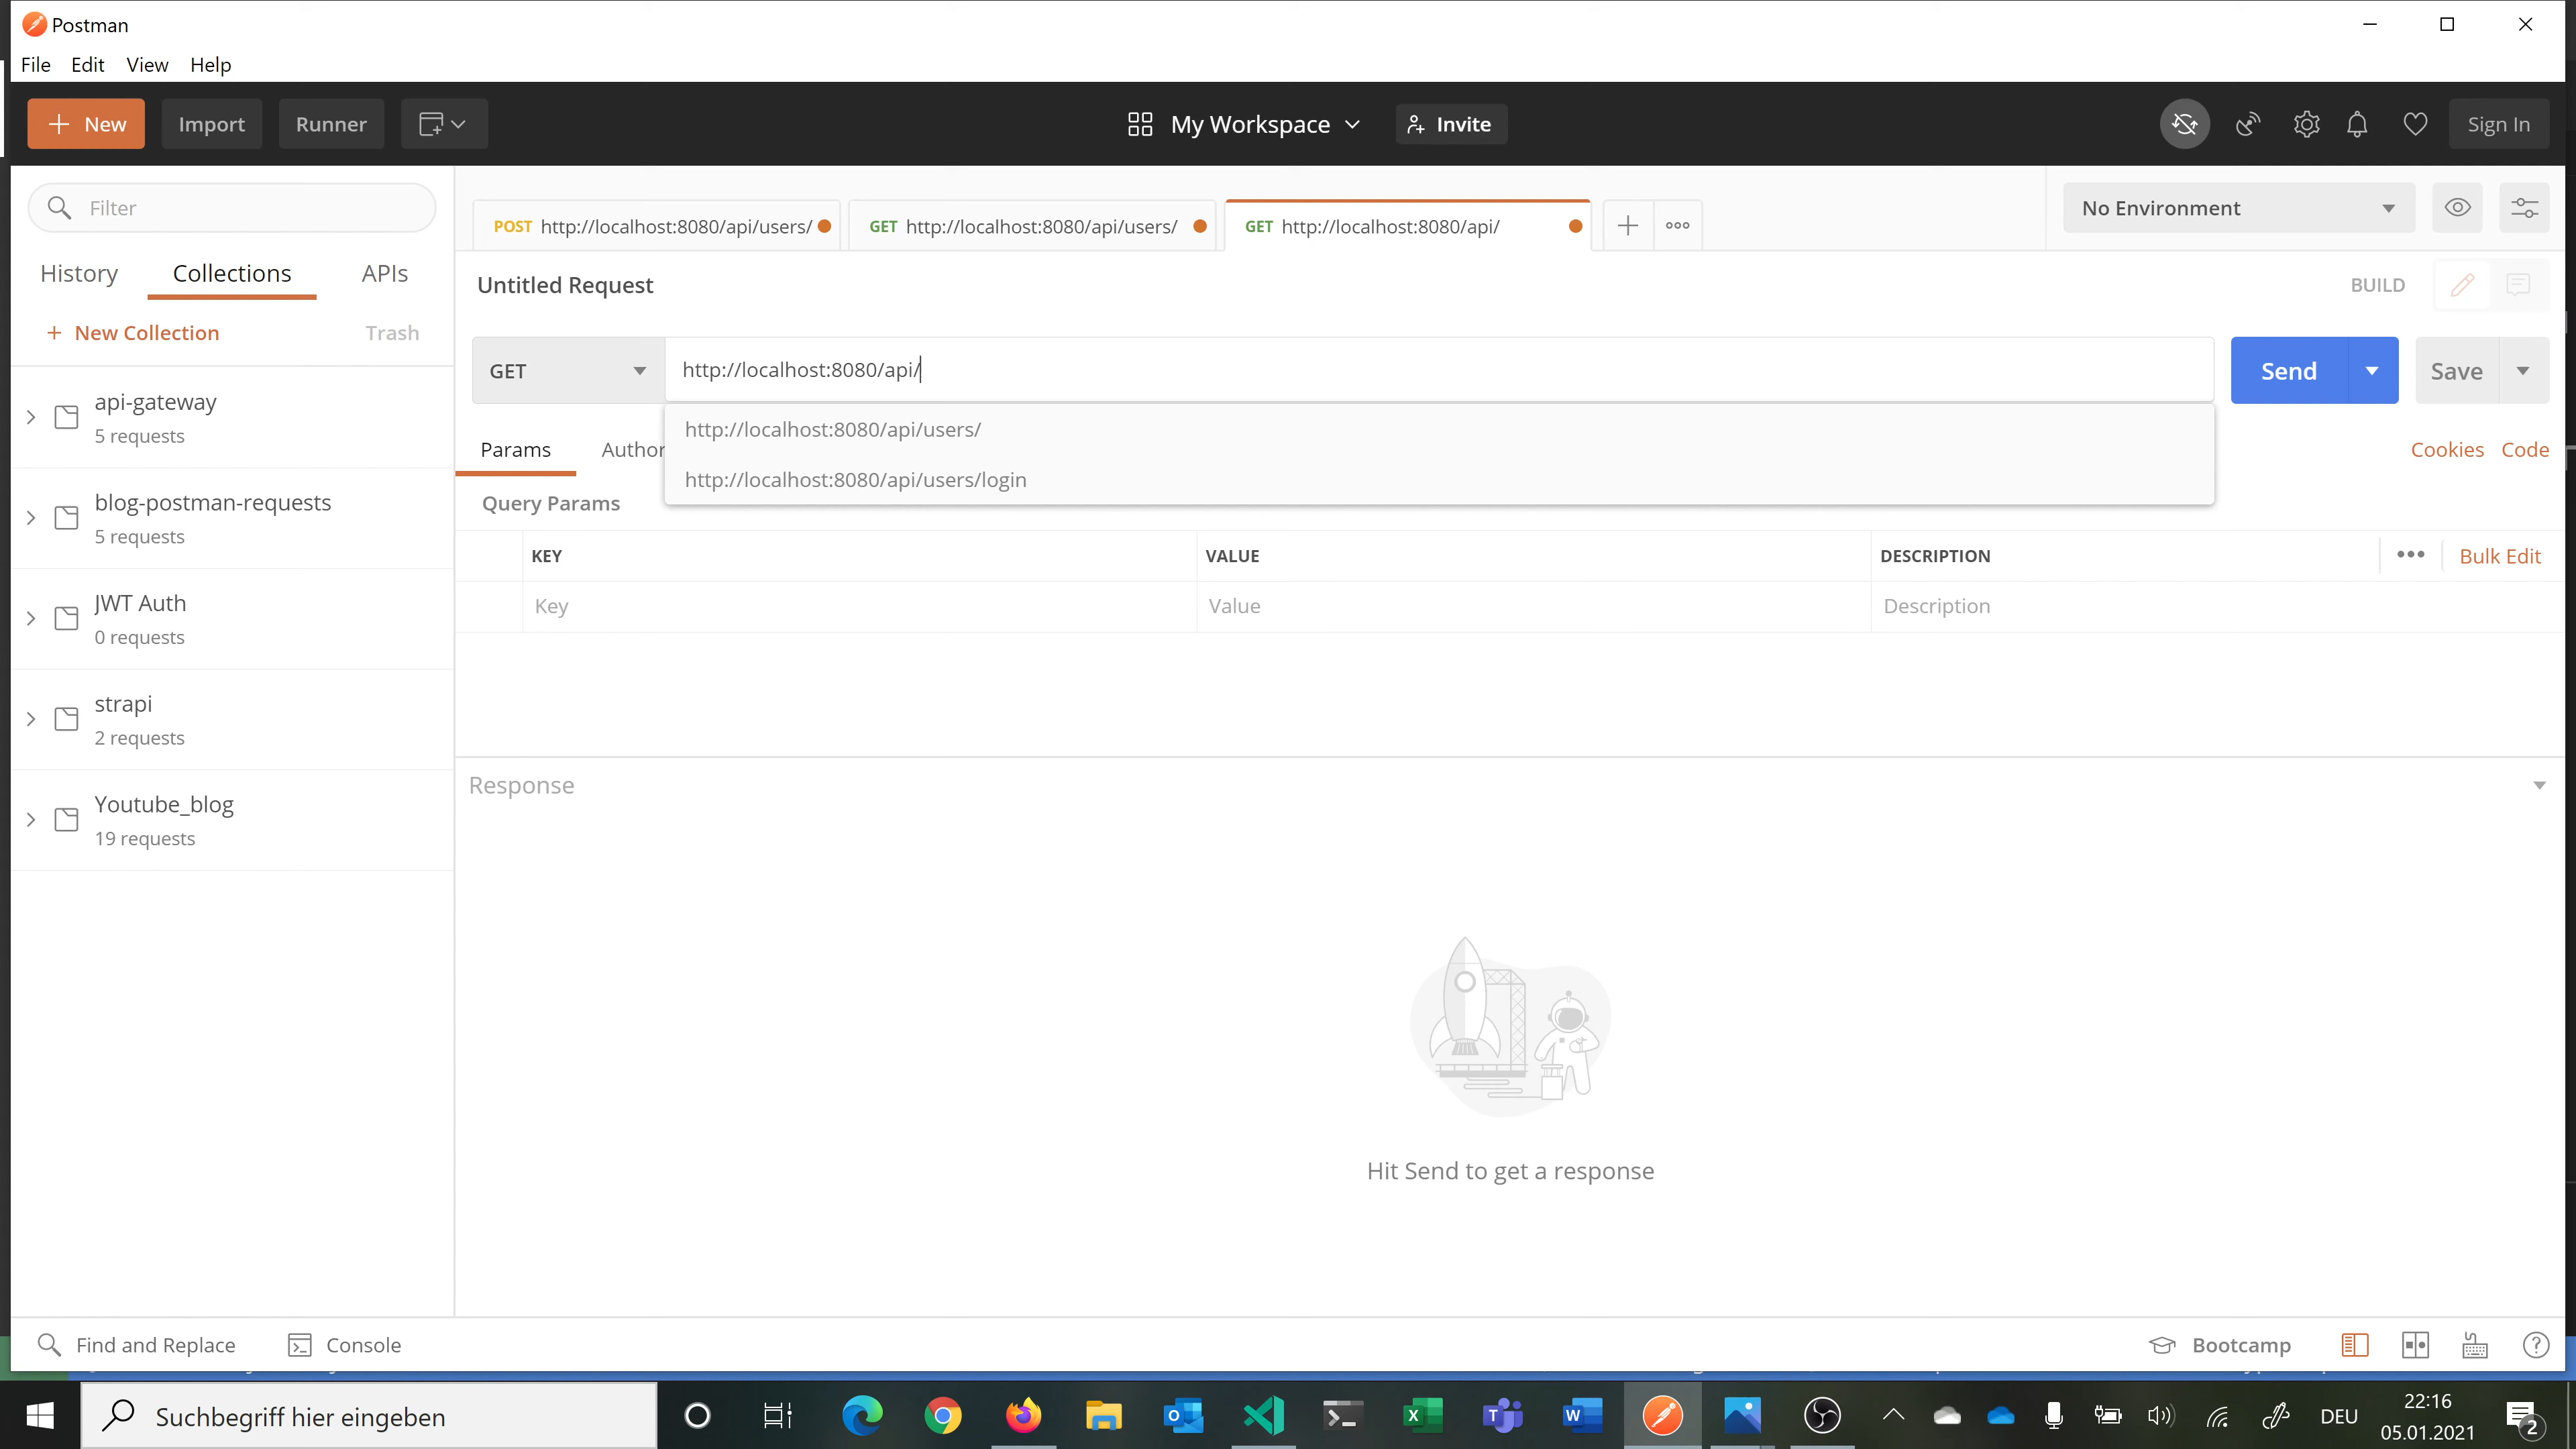 Postman
File Edit View Help
New Import Runner My Workspace Invite Sign In
Filter
History Collections APIs
+ New Collection Trash
api-gateway
5 requests
blog-postman-requests
5 requests
JWT Auth
0 requests
strapi
2 requests
Youtube_blog
19 requests
POST http://localhost:8080/api/users/ GET http://localhost:8080/api/users/ GET http://localhost:8080/api/
No Environment
Untitled Request BUILD
GET http://localhost:8080/api/ Send Save
http://localhost:8080/api/users/
http://localhost:8080/api/users/login
Params Author Cookies Code
Query Params
KEY VALUE DESCRIPTION Bulk Edit
Key Value Description
Response
Hit Send to get a response
Find and Replace Console Bootcamp
Suchbegriff hier eingeben
DEU
22:16
05.01.2021
2